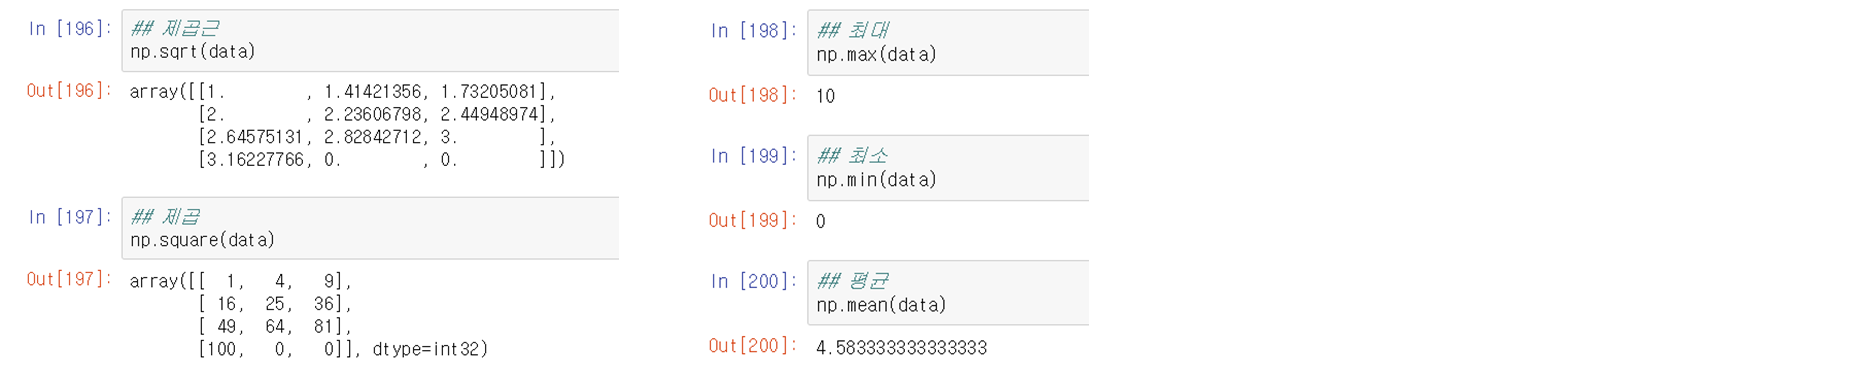 In [196]: ## 제곱근
np.sqrt(data)
Out[196]: array([[1.        , 1.41421356, 1.73205081],
[2.        , 2.23606798, 2.44948974],
[2.64575131, 2.82842712, 3.        ],
[3.16227766, 0.        , 0.        ]])
In [197]: ## 제곱
np.square(data)
Out[197]: array([[  1,   4,   9],
[ 16,  25,  36],
[ 49,  64,  81],
[100,   0,   0]], dtype=int32)
In [198]: ## 최대
np.max(data)
Out[198]: 10
In [199]: ## 최소
np.min(data)
Out[199]: 0
In [200]: ## 평균
np.mean(data)
Out[200]: 4.583333333333333